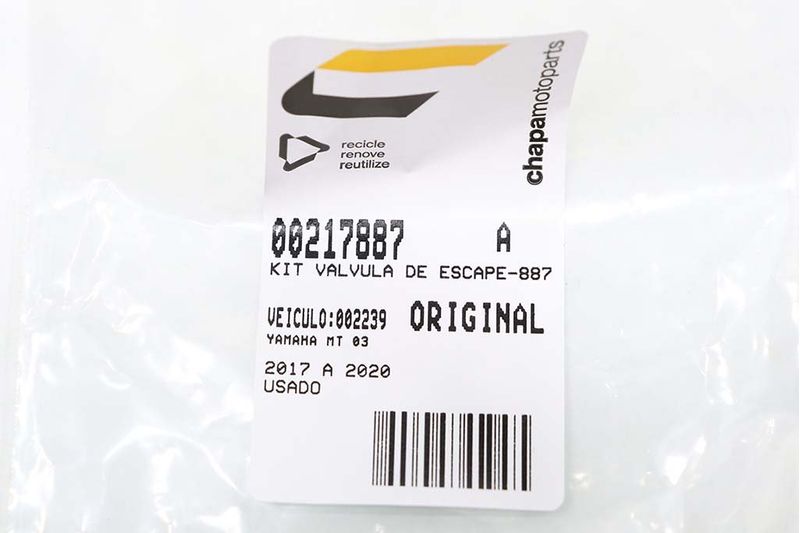 chapamotoparts
recicle
renove
reutilize
00217887 A
KIT VALVULA DE ESCAPE-887
VEICULO:002239 ORIGINAL
YAMAHA MT 03
2017 A 2020
USADO